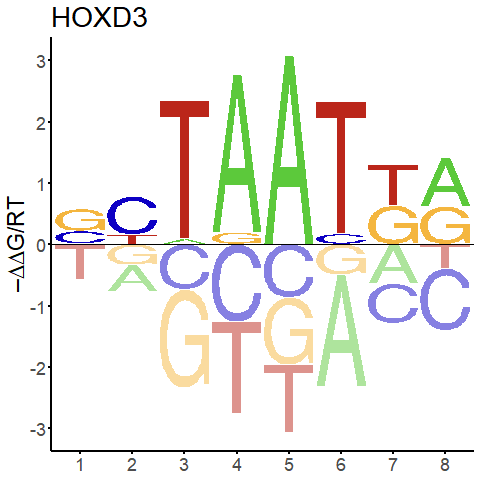 HOXD3
−ΔΔG/RT
3
2
1
0
-1
-2
-3
G C T A A T T A
C T A G C G G
T G C C C G A T
A G T G A C C
T
1 2 3 4 5 6 7 8